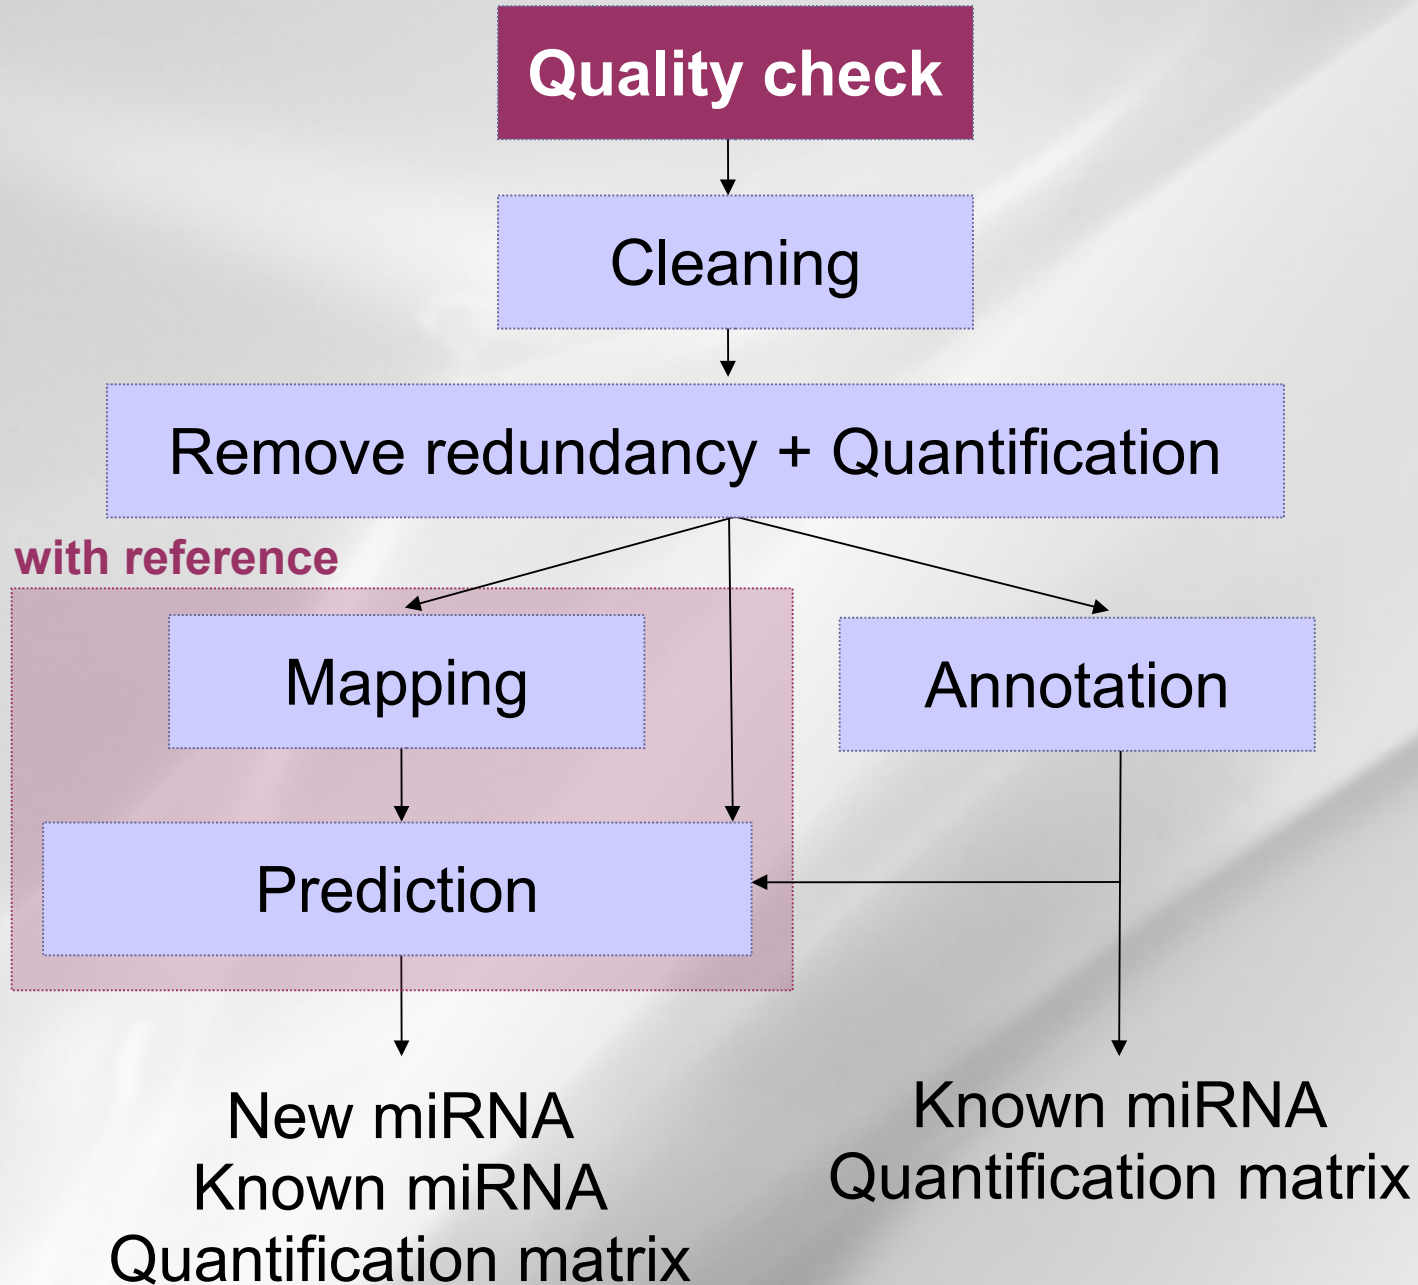 Quality check
Cleaning
Remove redundancy + Quantification
with reference
Mapping
Annotation
Prediction
New miRNA
Known miRNA
Quantification matrix
Known miRNA
Quantification matrix